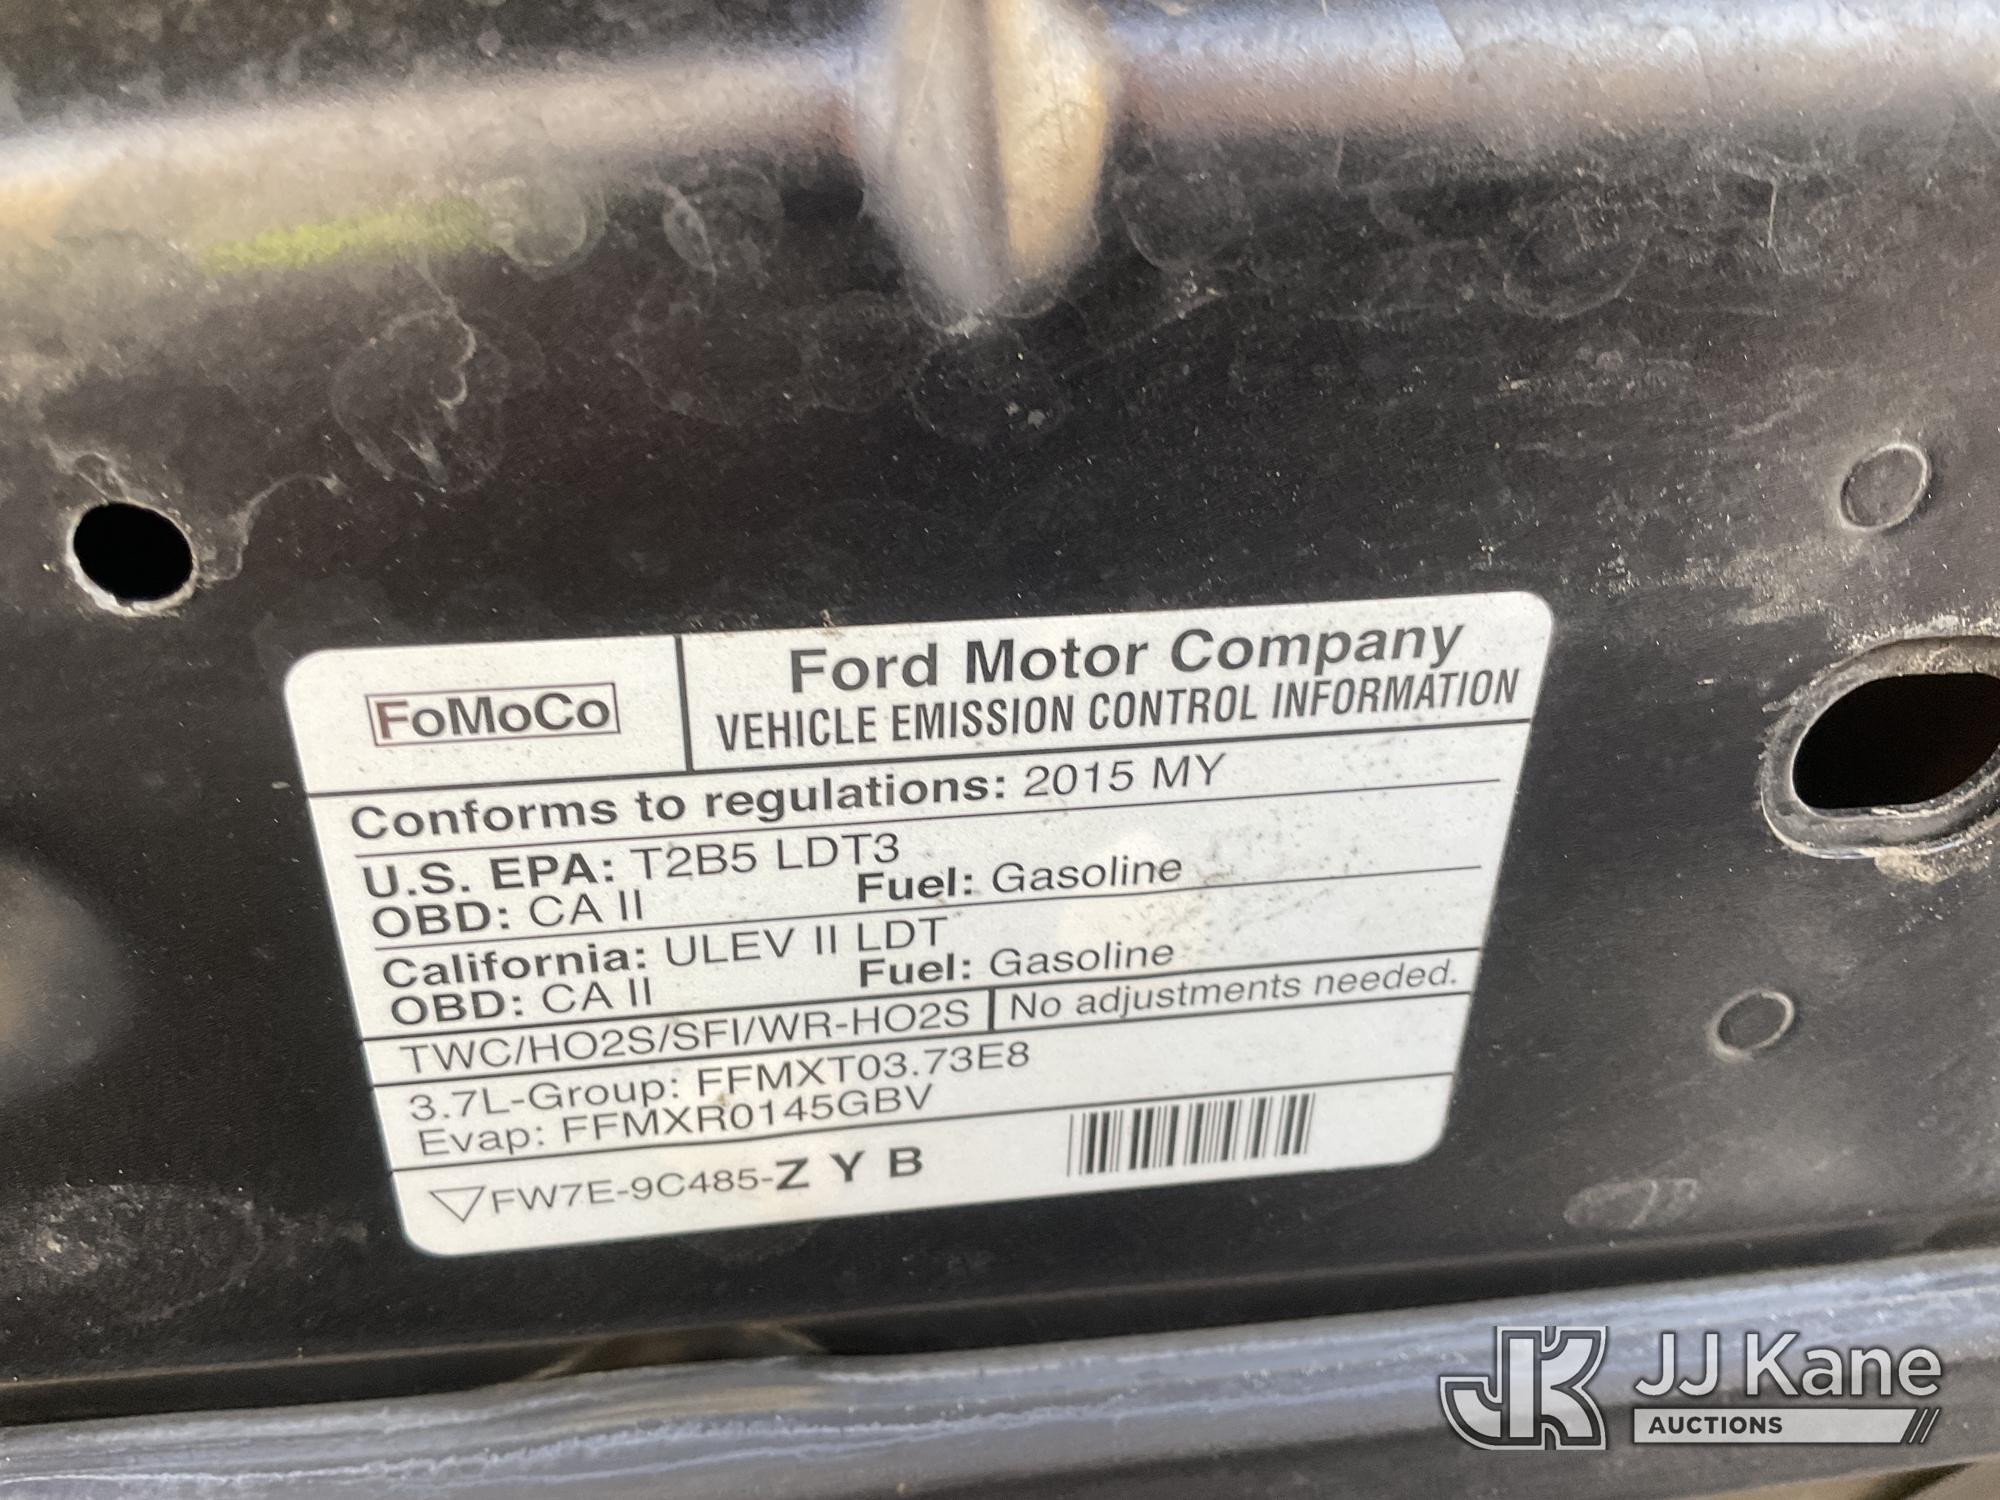 FoMoCo
Ford Motor Company
VEHICLE EMISSION CONTROL INFORMATION
Conforms to regulations: 2015 MY
U.S. EPA: T2B5 LDT3
OBD: CA II Fuel: Gasoline
California: ULEV II LDT
OBD: CA II Fuel: Gasoline
TWC/HO2S/SFI/WR-HO2S No adjustments needed.
3.7L-Group: FFMXT03.73E8
Evap: FFMXR0145GBV
FW7E-9C485-Z Y B
JK JJ Kane
AUCTIONS